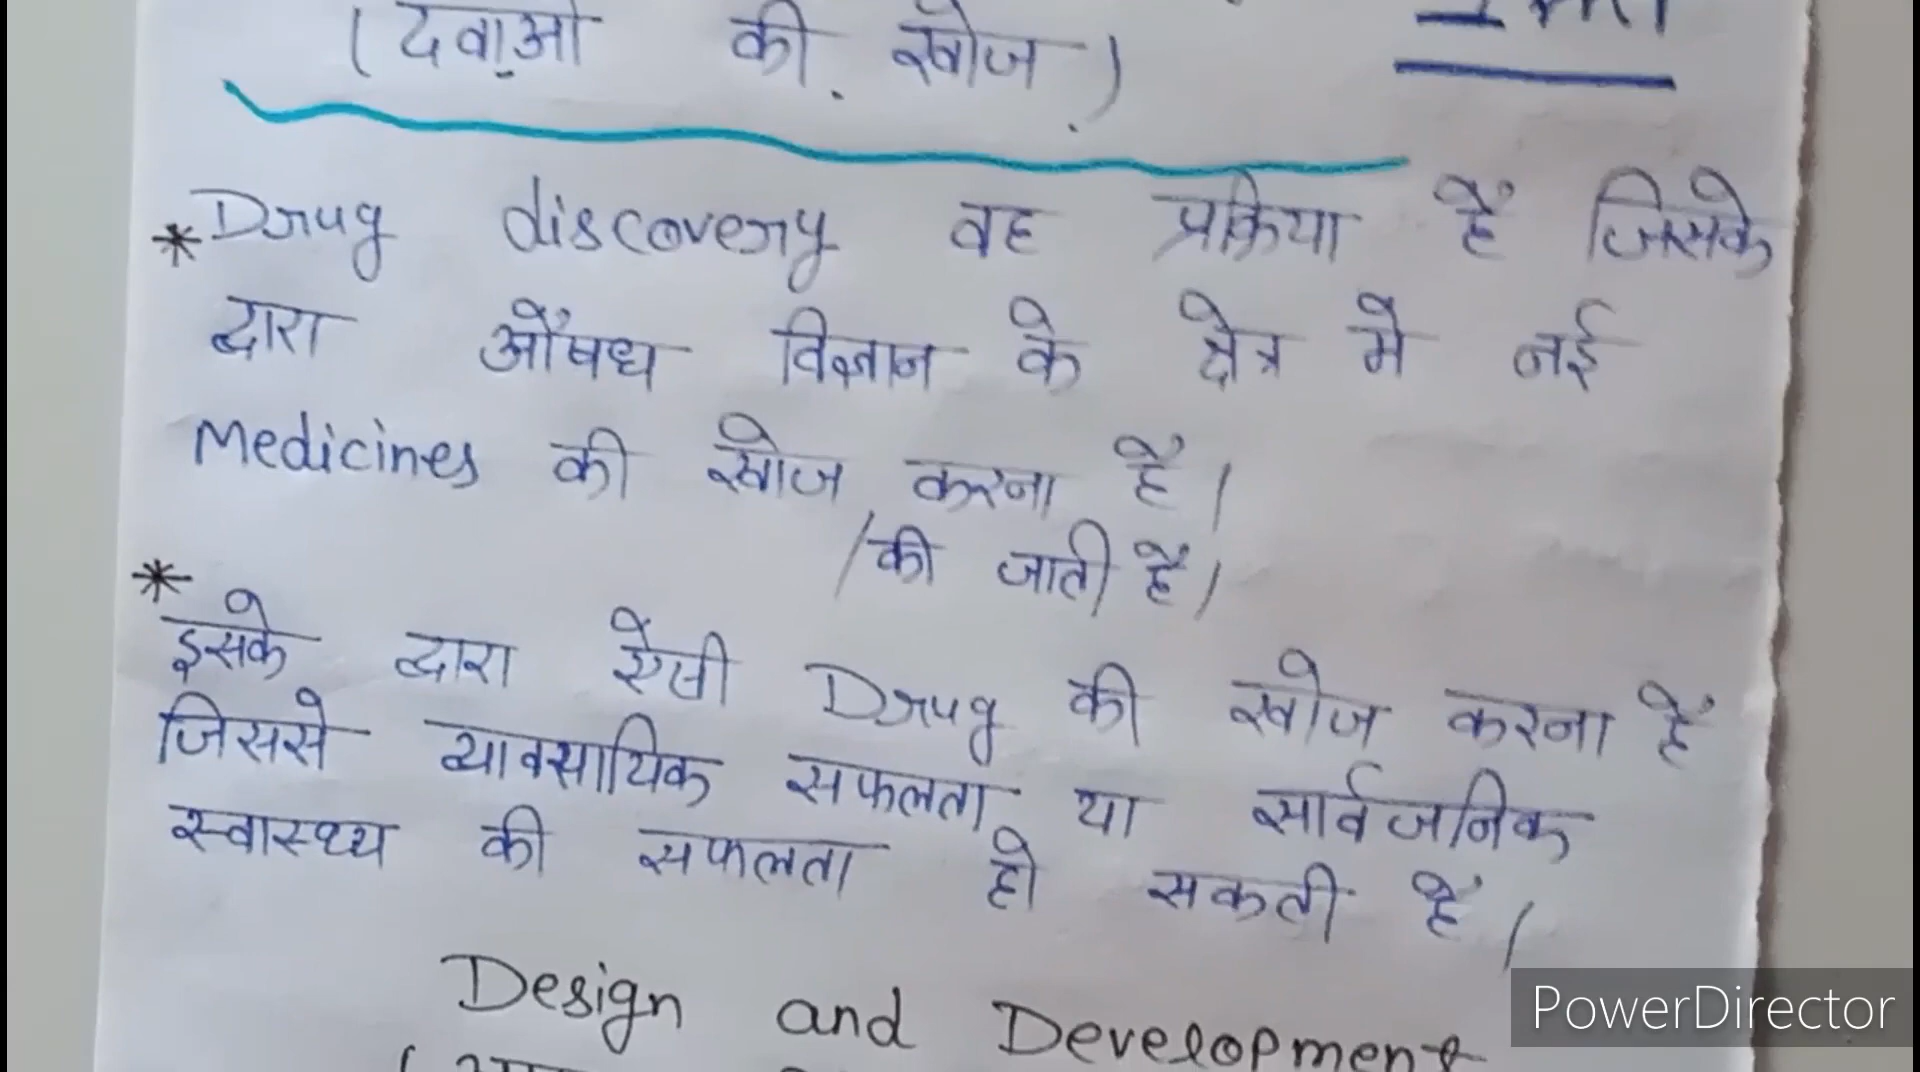 (दवाओ की खोज)
* Drug discovery वह प्रक्रिया है जिसके
द्वारा औषध विज्ञान के क्षेत्र मे नई
Medicines की खोज करना है।
/की जाती है।
*
इसके द्वारा ऐसी Drug की खोज करना है
जिससे व्यावसायिक सफलता या सार्वजनिक
स्वास्थ्य की सफलता हो सकती है।
Design and Development
PowerDirector